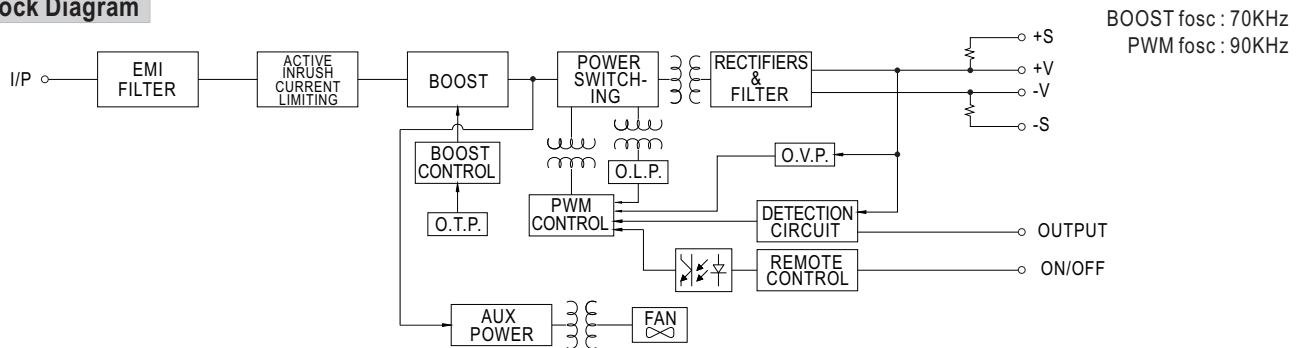 Block Diagram
BOOST fosc : 70KHz
PWM fosc : 90KHz
I/P
EMI
FILTER
ACTIVE
INRUSH
CURRENT
LIMITING
BOOST
POWER
SWITCH-
ING
RECTIFIERS
&
FILTER
+S
+V
-V
-S
BOOST
CONTROL
O.T.P.
O.L.P.
O.V.P.
PWM
CONTROL
DETECTION
CIRCUIT
OUTPUT
REMOTE
CONTROL
ON/OFF
AUX
POWER
FAN